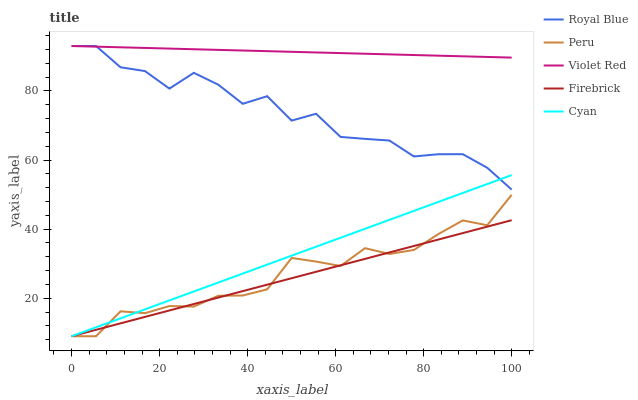 title
Royal Blue
Peru
Violet Red
Firebrick
Cyan
yaxis_label
80
60
40
20
0 20 40 60 80 100
xaxis_label